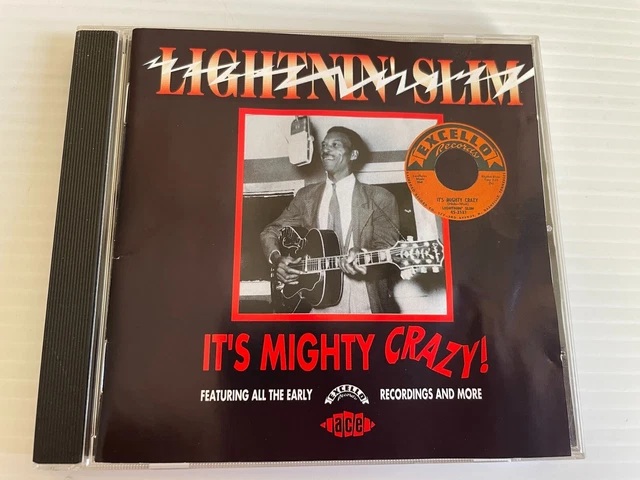 LIGHTNIN' SLIM
EXCELLO
Records
IT'S MIGHTY CRAZY
LIGHTNIN' SLIM
IT'S MIGHTY CRAZY!
FEATURING ALL THE EARLY EXCELLO Records RECORDINGS AND MORE
ace